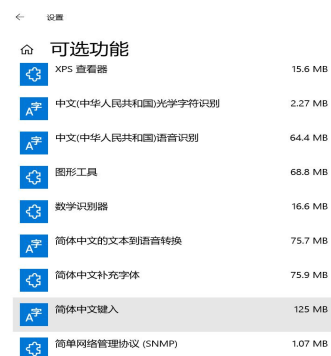 设置
可选功能
XPS 查看器 15.6 MB
中文(中华人民共和国)光学字符识别 2.27 MB
中文(中华人民共和国)语音识别 64.4 MB
图形工具 68.8 MB
数学识别器 16.6 MB
简体中文的文本到语音转换 75.7 MB
简体中文补充字体 75.9 MB
简体中文键入 125 MB
简单网络管理协议 (SNMP) 1.07 MB